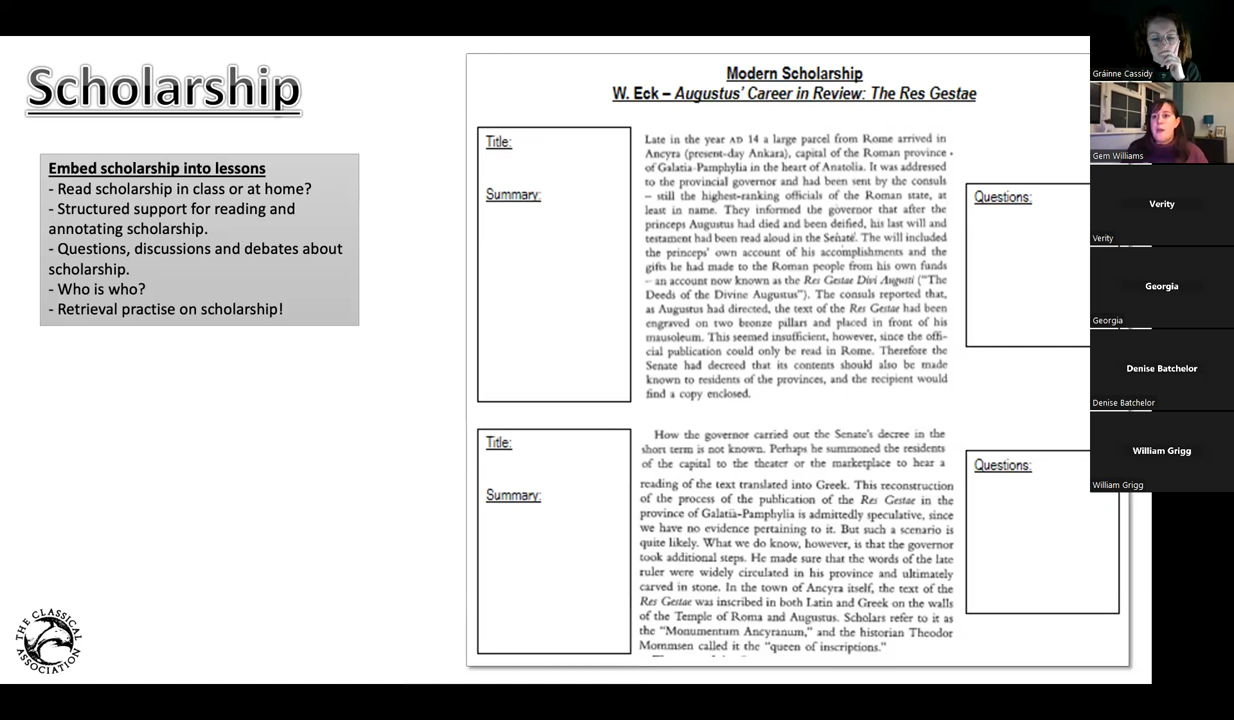 Scholarship
Embed scholarship into lessons
- Read scholarship in class or at home?
- Structured support for reading and
annotating scholarship.
- Questions, discussions and debates about
scholarship.
- Who is who?
- Retrieval practise on scholarship!
THE CLASSICAL
ASSOCIATION
Modern Scholarship
W. Eck – Augustus' Career in Review: The Res Gestae
Title:
Summary:
Late in the year AD 14 a large parcel from Rome arrived in
Ancyra (present-day Ankara), capital of the Roman province
of Galatia-Pamphylia in the heart of Anatolia. It was addressed
to the provincial governor and had been sent by the consuls
– still the highest-ranking officials of the Roman state, at
least in name. They informed the governor that after the
princeps Augustus had died and been deified, his last will and
testament had been read aloud in the Senate. The will included
the princeps' own account of his accomplishments and the
gifts he had made to the Roman people from his own funds
– an account now known as the Res Gestae Divi Augusti ("The
Deeds of the Divine Augustus"). The consuls reported that,
as Augustus had directed, the text of the Res Gestae had been
engraved on two bronze pillars and placed in front of his
mausoleum. This seemed insufficient, however, since the offi-
cial publication could only be read in Rome. Therefore the
Senate had decreed that its contents should also be made
known to residents of the provinces, and the recipient would
find a copy enclosed.
Questions:
Title:
Summary:
How the governor carried out the Senate's decree in the
short term is not known. Perhaps he summoned the residents
of the capital to the theater or the marketplace to hear a
reading of the text translated into Greek. This reconstruction
of the process of the publication of the Res Gestae in the
province of Galatia-Pamphylia is admittedly speculative, since
we have no evidence pertaining to it. But such a scenario is
quite likely. What we do know, however, is that the governor
took additional steps. He made sure that the words of the late
ruler were widely circulated in his province and ultimately
carved in stone. In the town of Ancyra itself, the text of the
Res Gestae was inscribed in both Latin and Greek on the walls
of the Temple of Roma and Augustus. Scholars refer to it as
the "Monumentum Ancyranum," and the historian Theodor
Mommsen called it the "queen of inscriptions."
Questions:
Gráinne Cassidy
Gem Williams
Verity
Verity
Georgia
Georgia
Denise Batchelor
Denise Batchelor
William Grigg
William Grigg